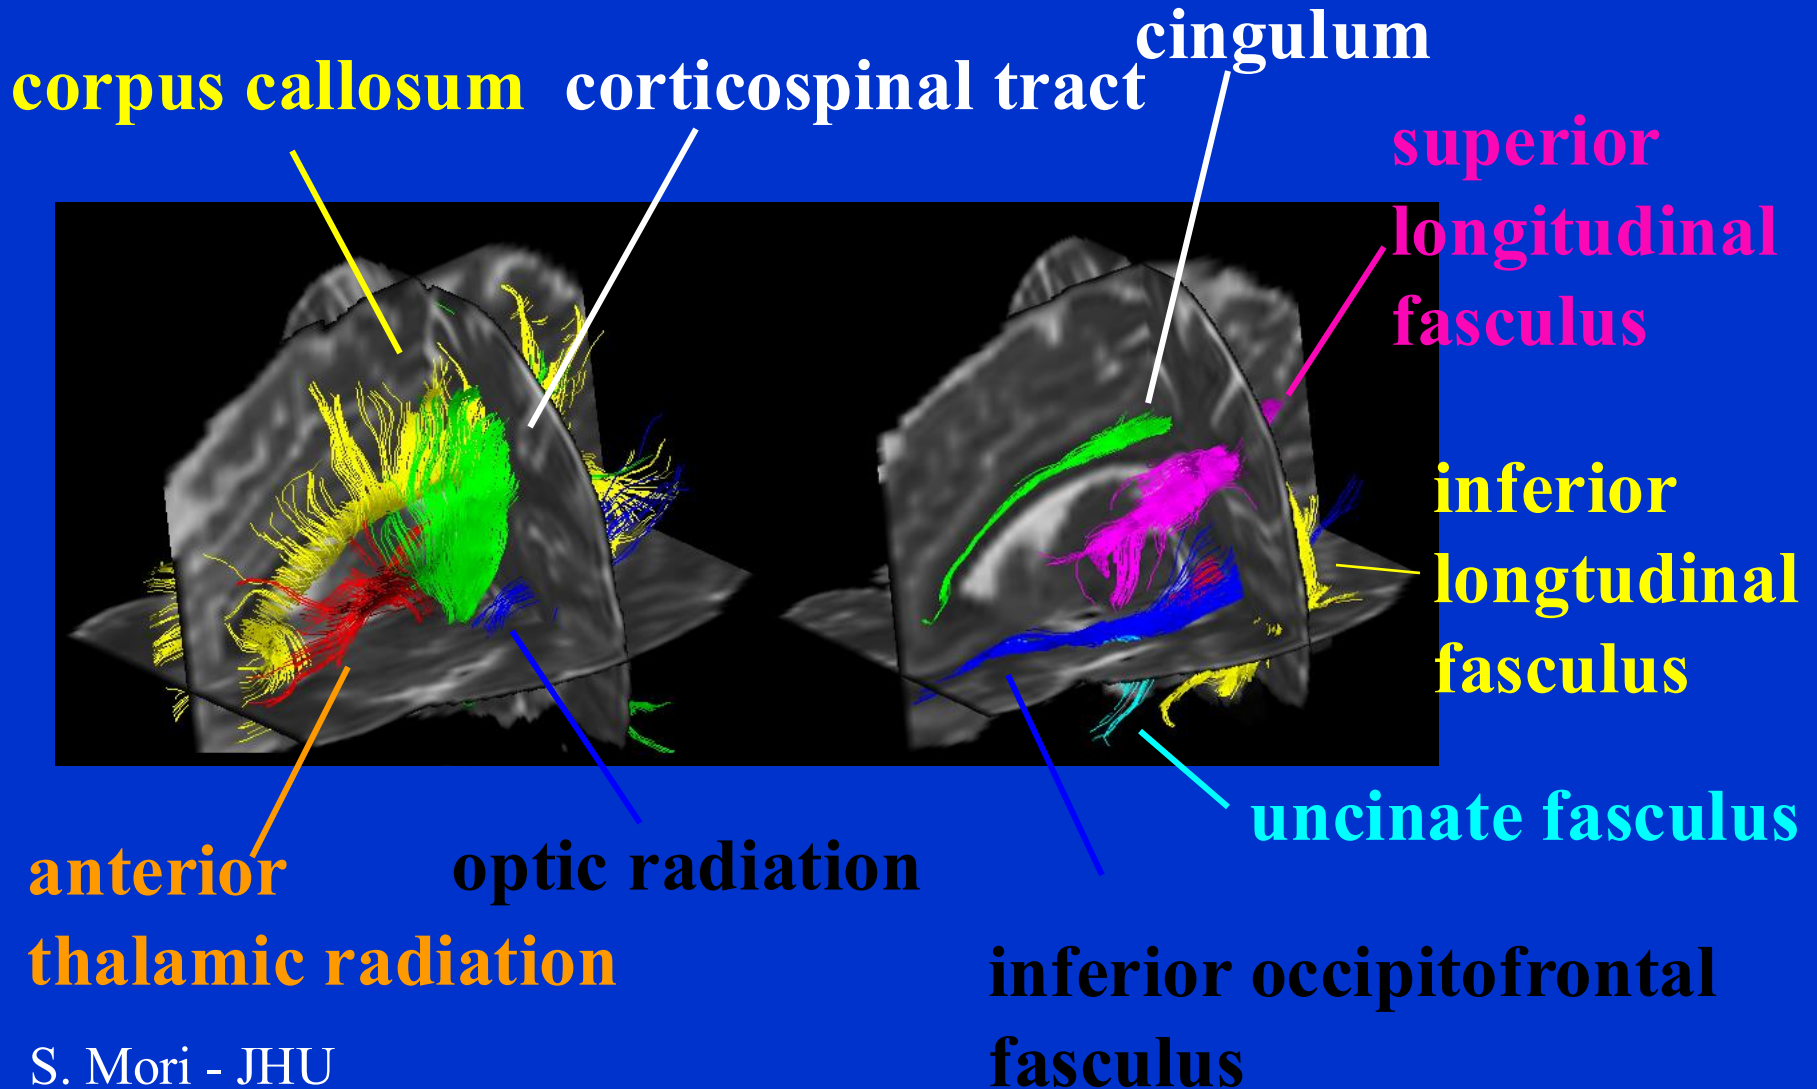 corpus callosum
corticospinal tract
cingulum
superior
longitudinal
fasculus
inferior
longtudinal
fasculus
uncinate fasculus
anterior
thalamic radiation
optic radiation
inferior occipitofrontal
fasculus
S. Mori - JHU